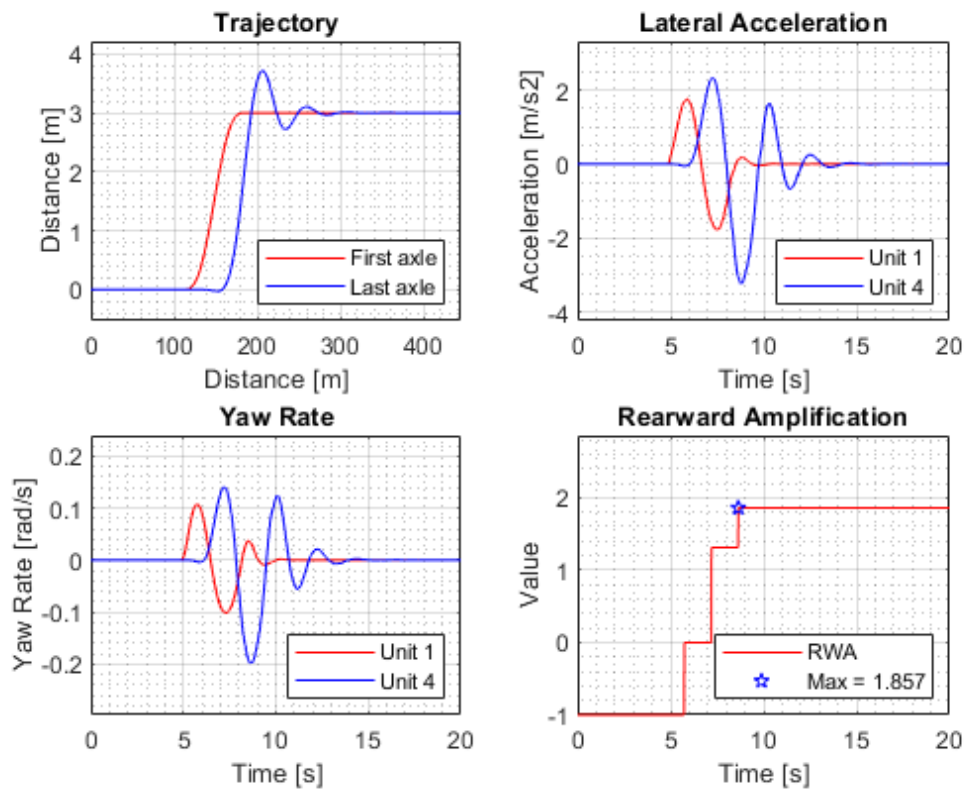 Trajectory
4
3
2
1
0
Distance [m]
First axle
Last axle
0
100
200
300
400
Distance [m]
Lateral Acceleration
2
0
-2
-4
Acceleration [m/s2]
Unit 1
Unit 4
0
5
10
15
20
Time [s]
Yaw Rate
0.2
0.1
0
-0.1
-0.2
Yaw Rate [rad/s]
Unit 1
Unit 4
0
5
10
15
20
Time [s]
Rearward Amplification
2
1
0
-1
Value
RWA
Max = 1.857
0
5
10
15
20
Time [s]